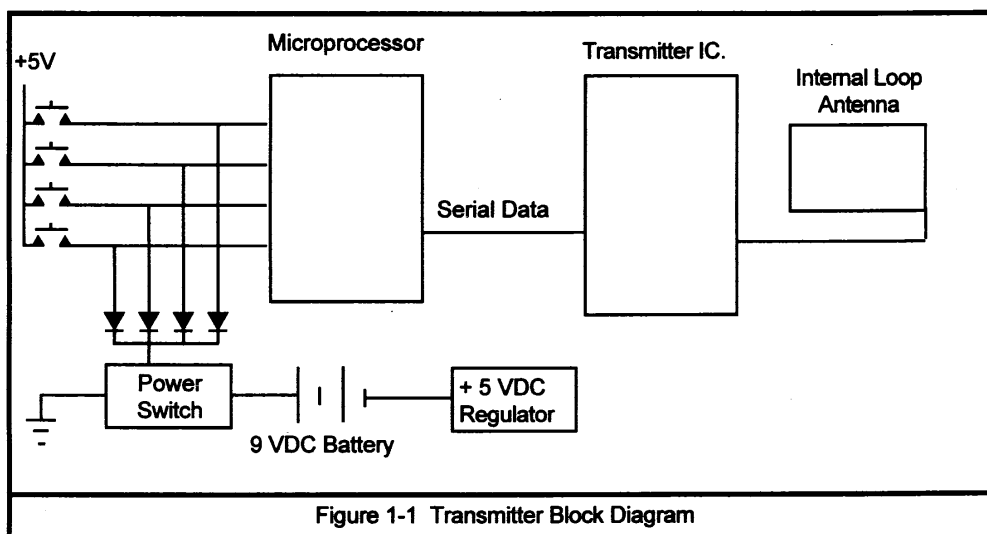 Microprocessor
Transmitter IC.
+5V
Internal Loop
Antenna
Serial Data
Power
Switch
+ 5 VDC
Regulator
9 VDC Battery
Figure 1-1 Transmitter Block Diagram